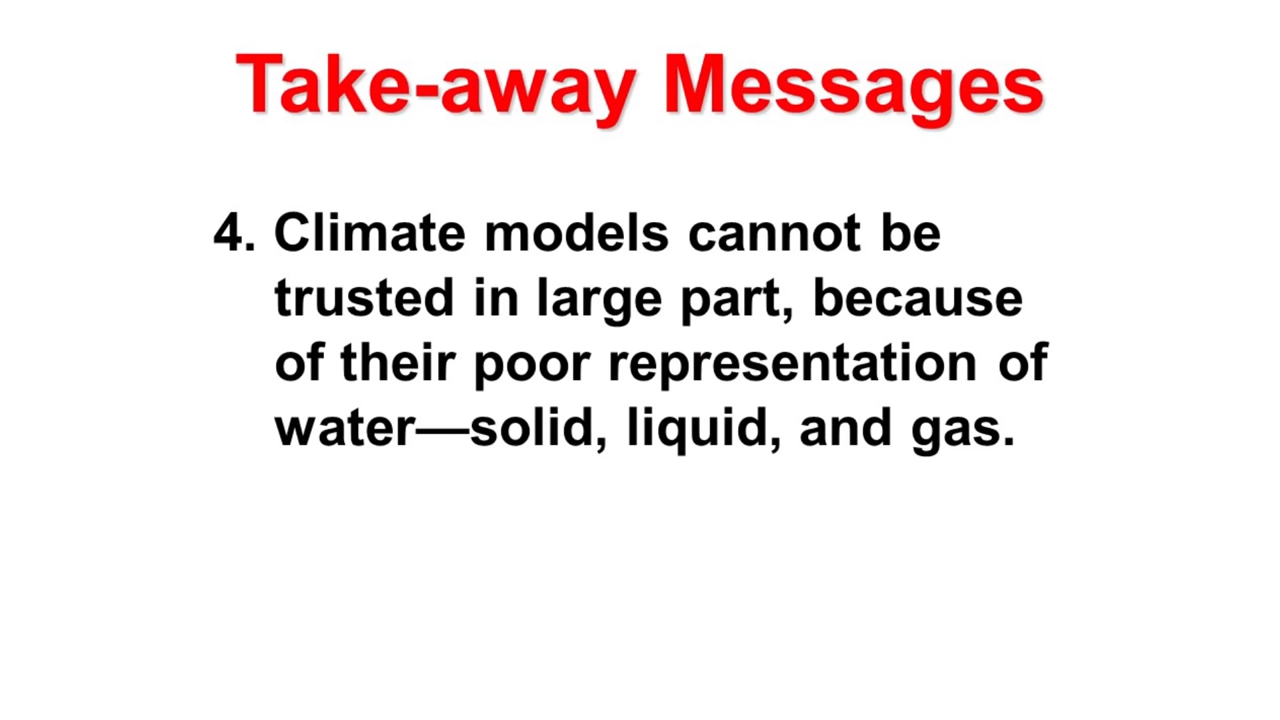 Take-away Messages
4. Climate models cannot be
trusted in large part, because
of their poor representation of
water—solid, liquid, and gas.